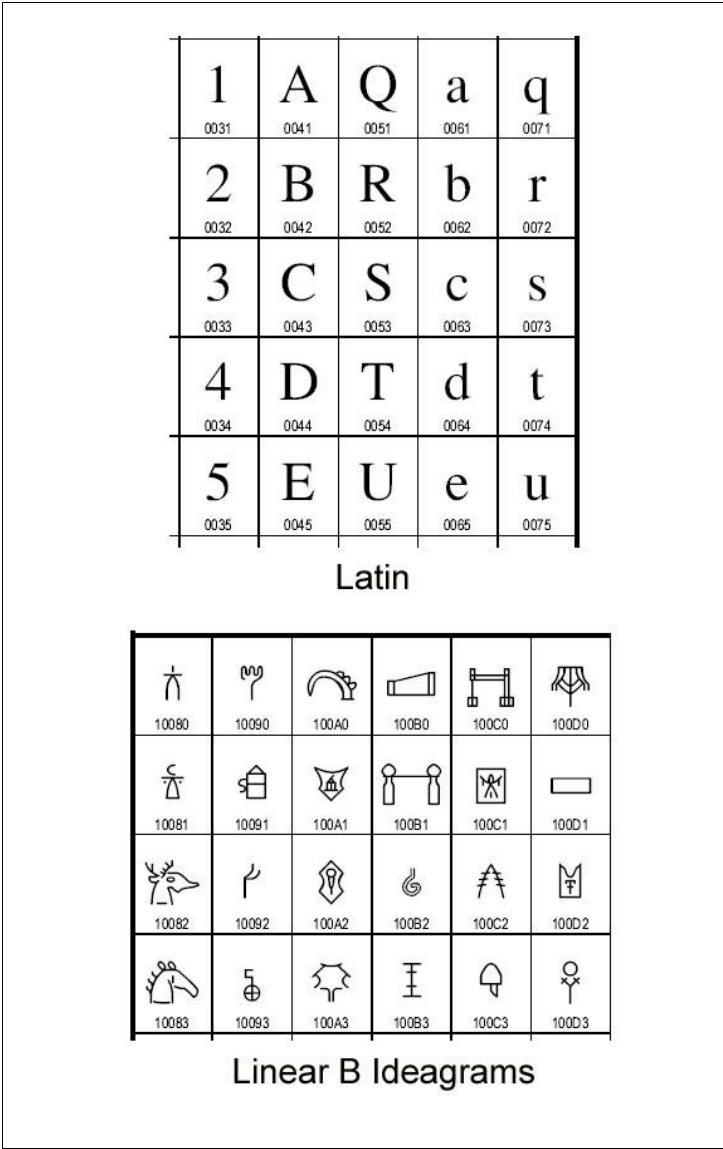 1 A Q a q
0031 0041 0051 0061 0071
2 B R b r
0032 0042 0052 0062 0072
3 C S c s
0033 0043 0053 0063 0073
4 D T d t
0034 0044 0054 0064 0074
5 E U e u
0035 0045 0055 0065 0075
Latin
𐂀 𐂐 𐂠 𐂰 𐃀 𐃐
10080 10090 100A0 100B0 100C0 100D0
𐂁 𐂑 𐂡 𐂱 𐃁 𐃑
10081 10091 100A1 100B1 100C1 100D1
𐂂 𐂒 𐂢 𐂲 𐃂 𐃒
10082 10092 100A2 100B2 100C2 100D2
𐂃 𐂓 𐂣 𐂳 𐃃 𐃓
10083 10093 100A3 100B3 100C3 100D3
Linear B Ideagrams